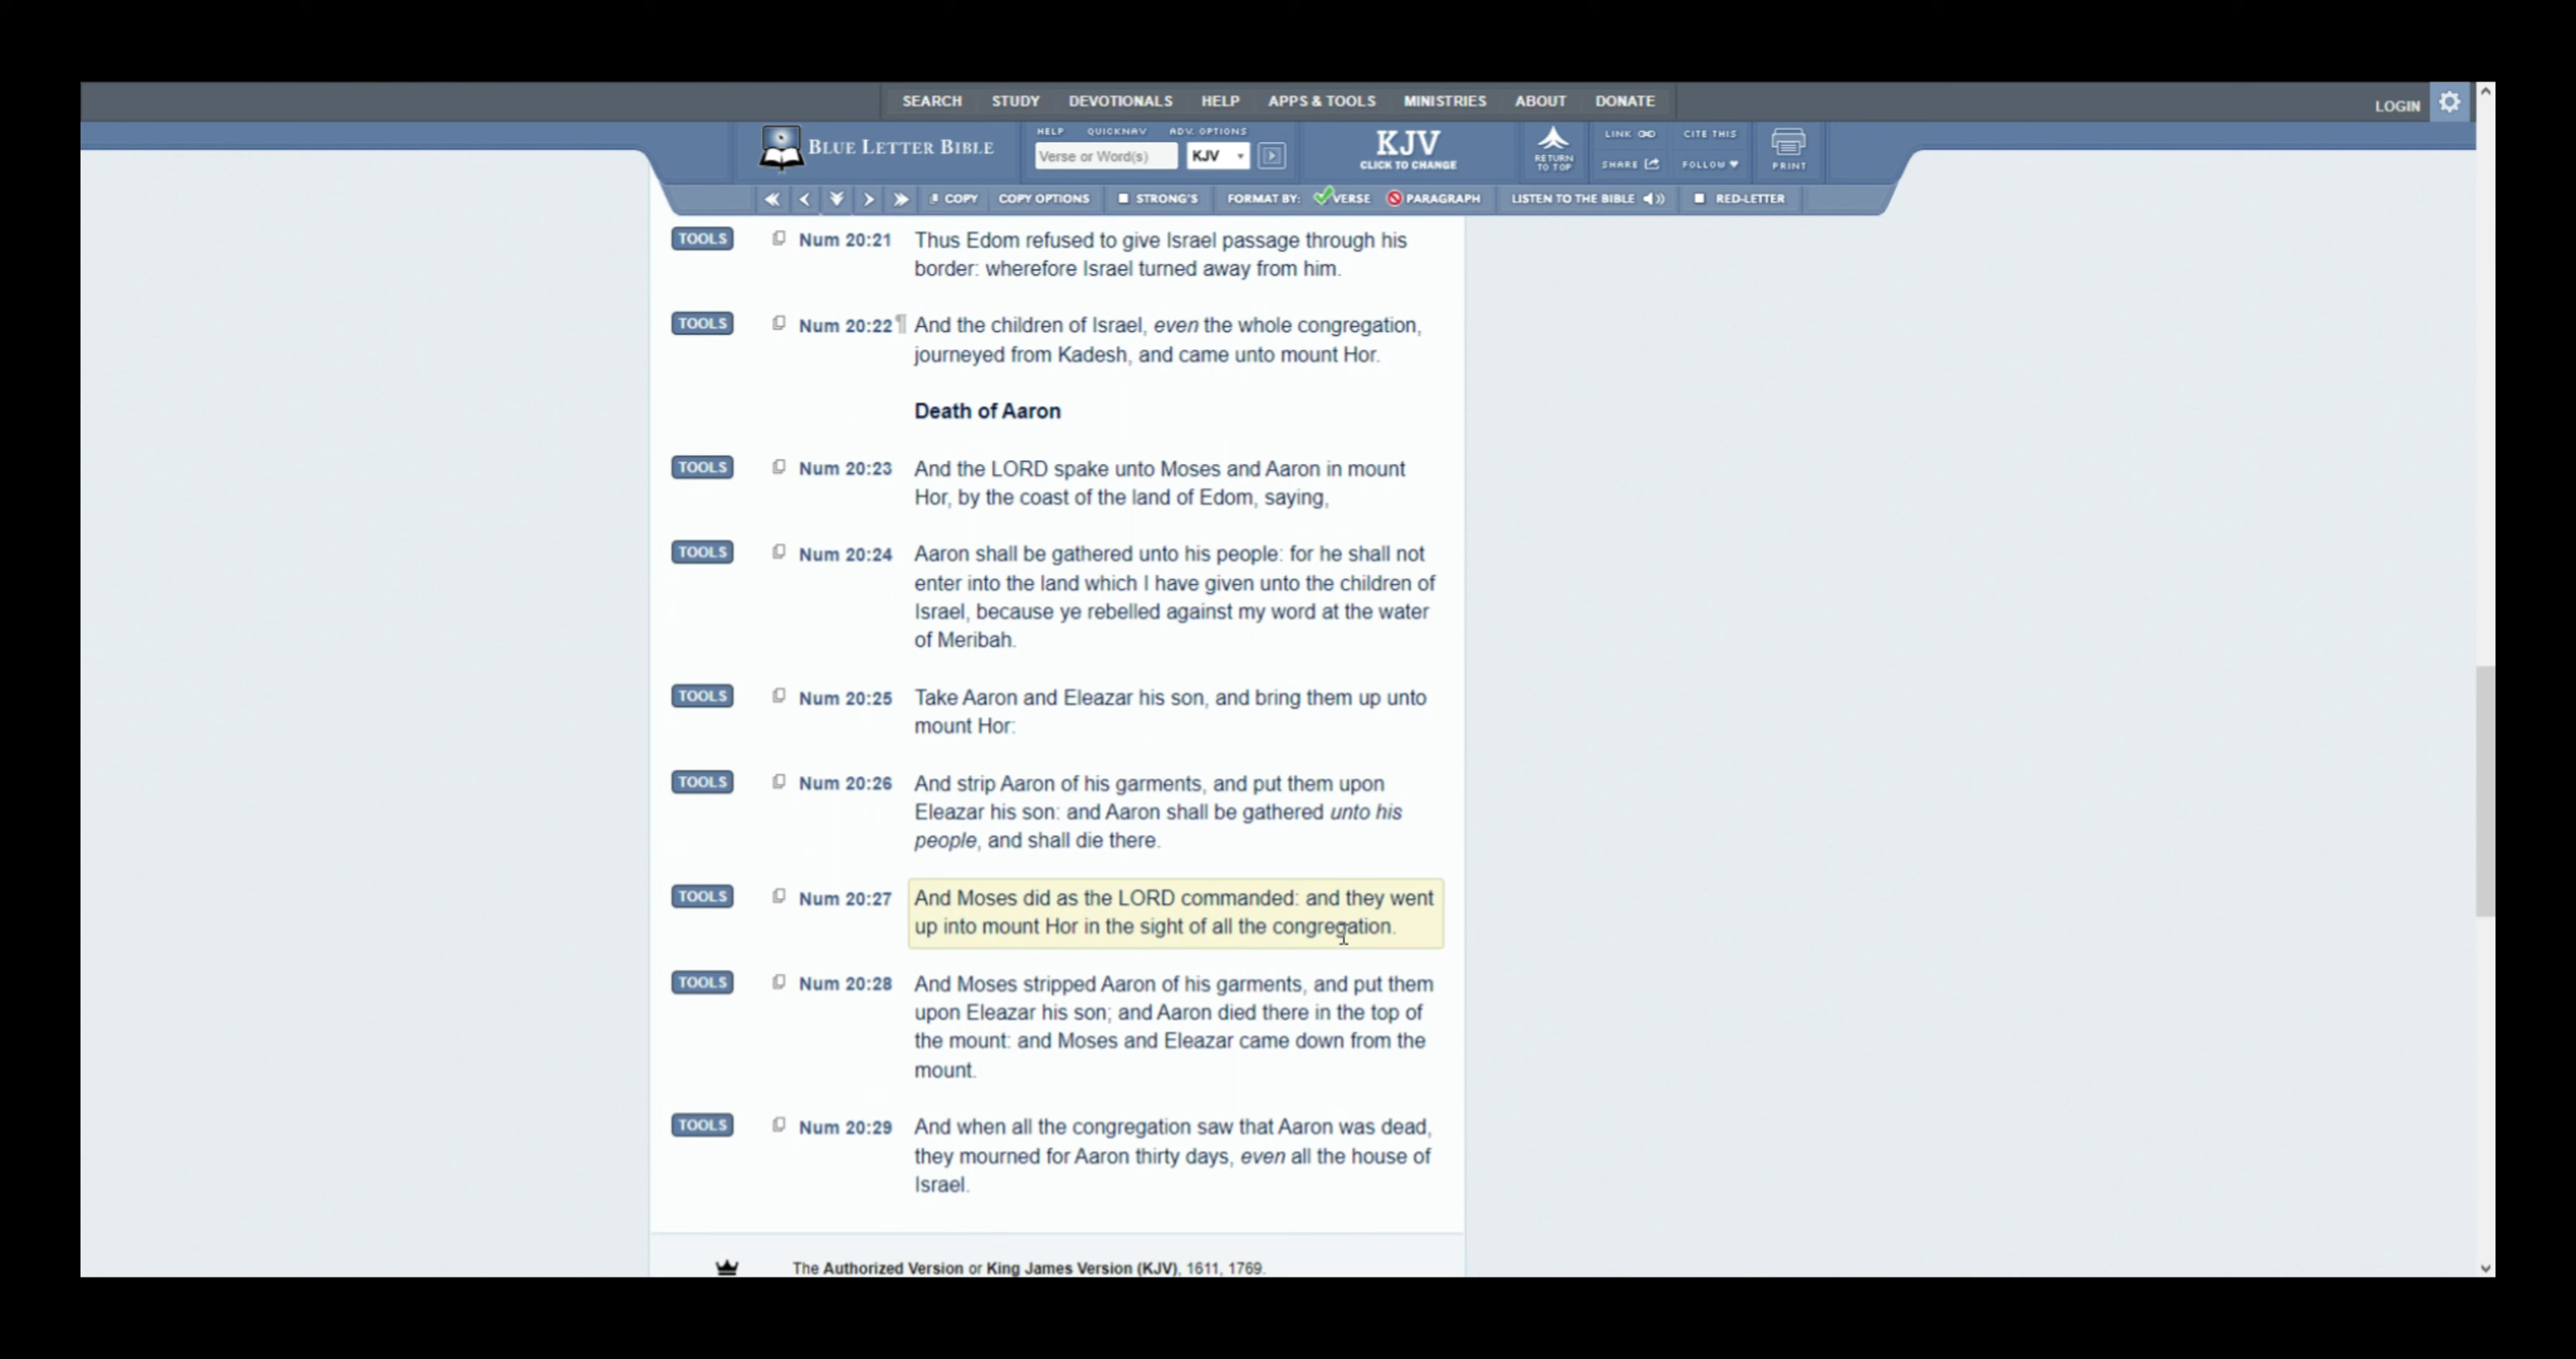 SEARCH STUDY DEVOTIONALS HELP APPS & TOOLS MINISTRIES ABOUT DONATE
LOGIN
BLUE LETTER BIBLE
HELP QUICKNAV ADV. OPTIONS
Verse or Word(s) KJV
KJV
CLICK TO CHANGE
RETURN
TO TOP
LINK CITE THIS
SHARE FOLLOW
PRINT
COPY COPY OPTIONS STRONG'S FORMAT BY: VERSE PARAGRAPH LISTEN TO THE BIBLE RED-LETTER
TOOLS Num 20:21 Thus Edom refused to give Israel passage through his
border: wherefore Israel turned away from him.
TOOLS Num 20:22 ¶ And the children of Israel, even the whole congregation,
journeyed from Kadesh, and came unto mount Hor.
Death of Aaron
TOOLS Num 20:23 And the LORD spake unto Moses and Aaron in mount
Hor, by the coast of the land of Edom, saying,
TOOLS Num 20:24 Aaron shall be gathered unto his people: for he shall not
enter into the land which I have given unto the children of
Israel, because ye rebelled against my word at the water
of Meribah.
TOOLS Num 20:25 Take Aaron and Eleazar his son, and bring them up unto
mount Hor:
TOOLS Num 20:26 And strip Aaron of his garments, and put them upon
Eleazar his son: and Aaron shall be gathered unto his
people, and shall die there.
TOOLS Num 20:27 And Moses did as the LORD commanded: and they went
up into mount Hor in the sight of all the congregation.
TOOLS Num 20:28 And Moses stripped Aaron of his garments, and put them
upon Eleazar his son; and Aaron died there in the top of
the mount: and Moses and Eleazar came down from the
mount.
TOOLS Num 20:29 And when all the congregation saw that Aaron was dead,
they mourned for Aaron thirty days, even all the house of
Israel.
The Authorized Version or King James Version (KJV), 1611, 1769.